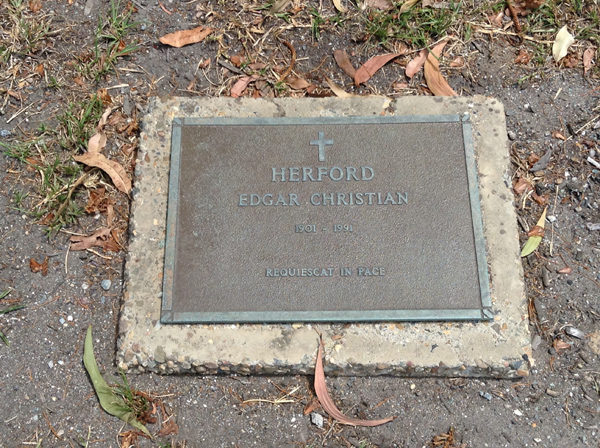 HERFORD
EDGAR CHRISTIAN
1901 - 1991
REQUIESCAT IN PACE